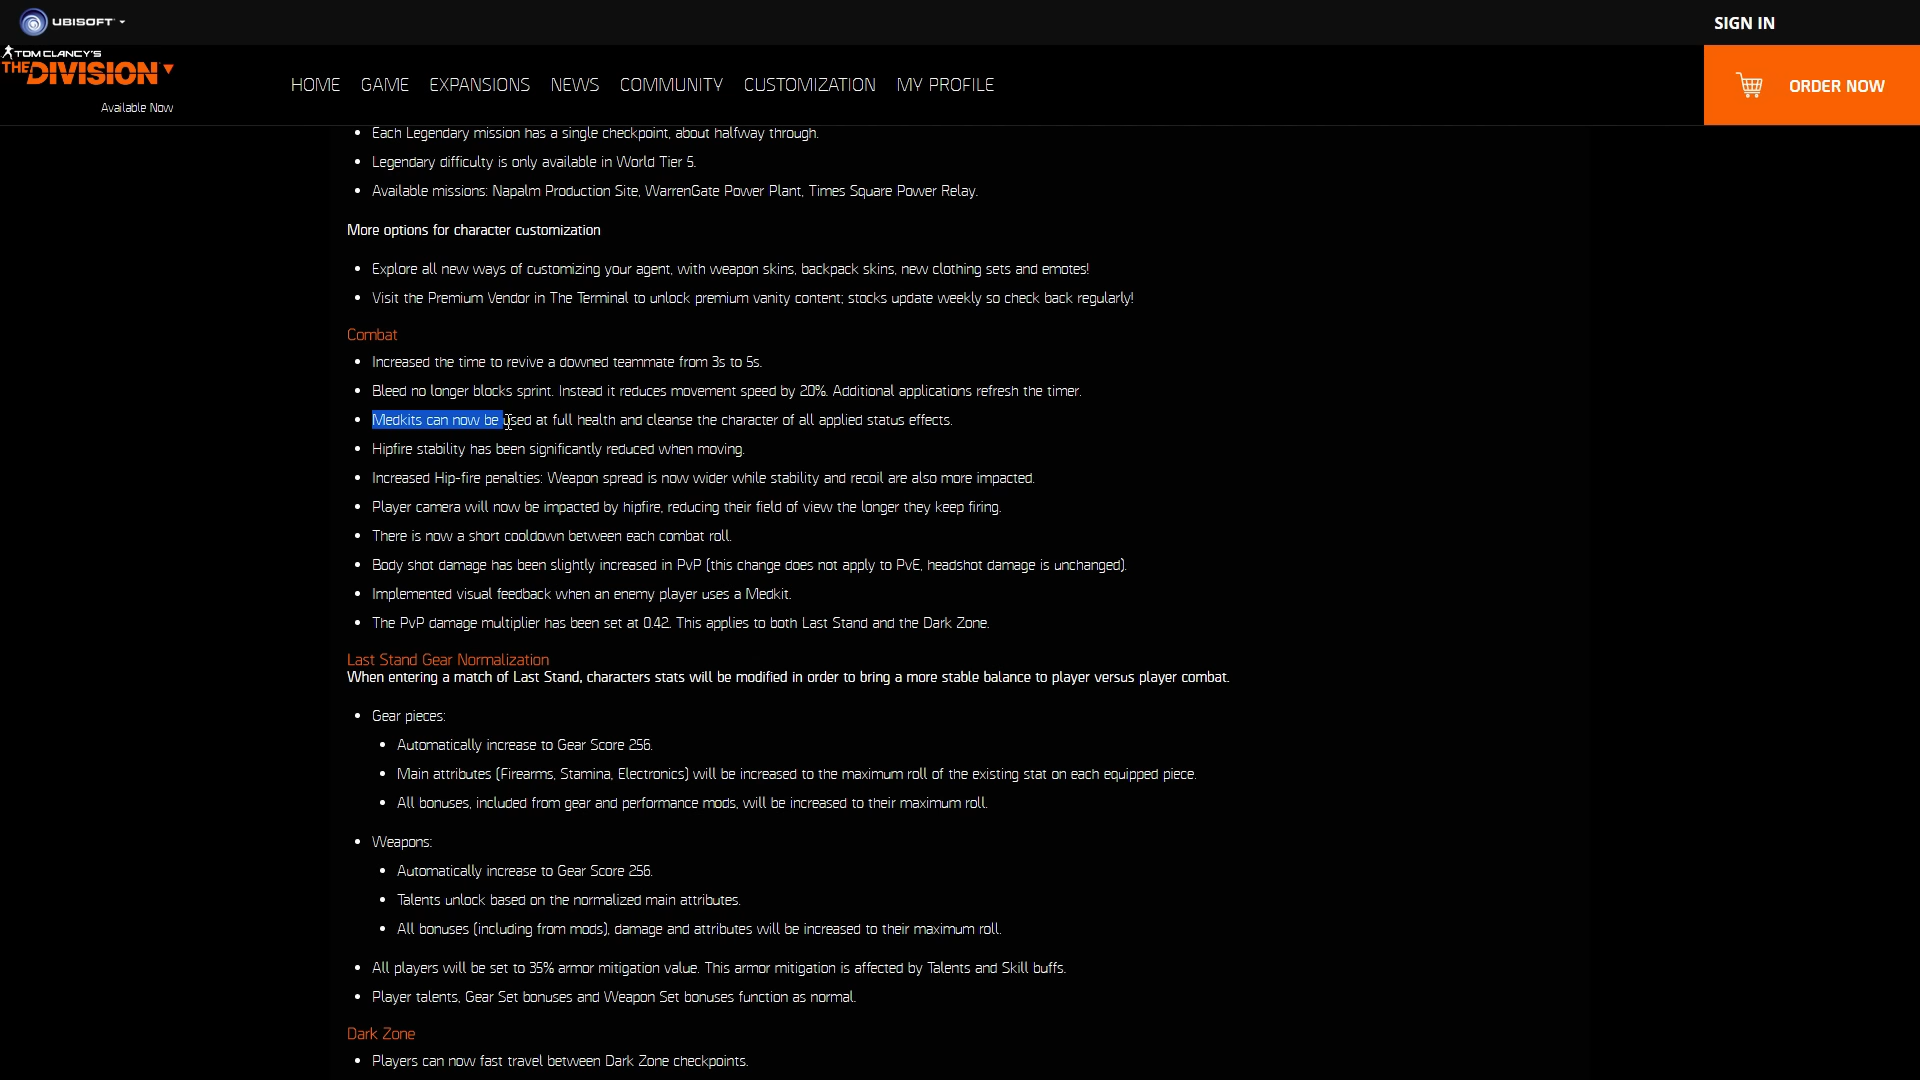 UBISOFT
SIGN IN
TOM CLANCY'S
THE DIVISION
Available Now
HOME GAME EXPANSIONS NEWS COMMUNITY CUSTOMIZATION MY PROFILE
ORDER NOW
Each Legendary mission has a single checkpoint, about halfway through.
Legendary difficulty is only available in World Tier 5.
Available missions: Napalm Production Site, WarrenGate Power Plant, Times Square Power Relay.
More options for character customization
Explore all new ways of customizing your agent, with weapon skins, backpack skins, new clothing sets and emotes!
Visit the Premium Vendor in The Terminal to unlock premium vanity content; stocks update weekly so check back regularly!
Combat
Increased the time to revive a downed teammate from 3s to 5s.
Bleed no longer blocks sprint. Instead it reduces movement speed by 20%. Additional applications refresh the timer.
Medkits can now be used at full health and cleanse the character of all applied status effects.
Hipfire stability has been significantly reduced when moving.
Increased Hip-fire penalties: Weapon spread is now wider while stability and recoil are also more impacted.
Player camera will now be impacted by hipfire, reducing their field of view the longer they keep firing.
There is now a short cooldown between each combat roll.
Body shot damage has been slightly increased in PvP (this change does not apply to PvE, headshot damage is unchanged).
Implemented visual feedback when an enemy player uses a Medkit.
The PvP damage multiplier has been set at 0.42. This applies to both Last Stand and the Dark Zone.
Last Stand Gear Normalization
When entering a match of Last Stand, characters stats will be modified in order to bring a more stable balance to player versus player combat.
Gear pieces:
Automatically increase to Gear Score 256.
Main attributes (Firearms, Stamina, Electronics) will be increased to the maximum roll of the existing stat on each equipped piece.
All bonuses, included from gear and performance mods, will be increased to their maximum roll.
Weapons:
Automatically increase to Gear Score 256.
Talents unlock based on the normalized main attributes.
All bonuses (including from mods), damage and attributes will be increased to their maximum roll.
All players will be set to 35% armor mitigation value. This armor mitigation is affected by Talents and Skill buffs.
Player talents, Gear Set bonuses and Weapon Set bonuses function as normal.
Dark Zone
Players can now fast travel between Dark Zone checkpoints.